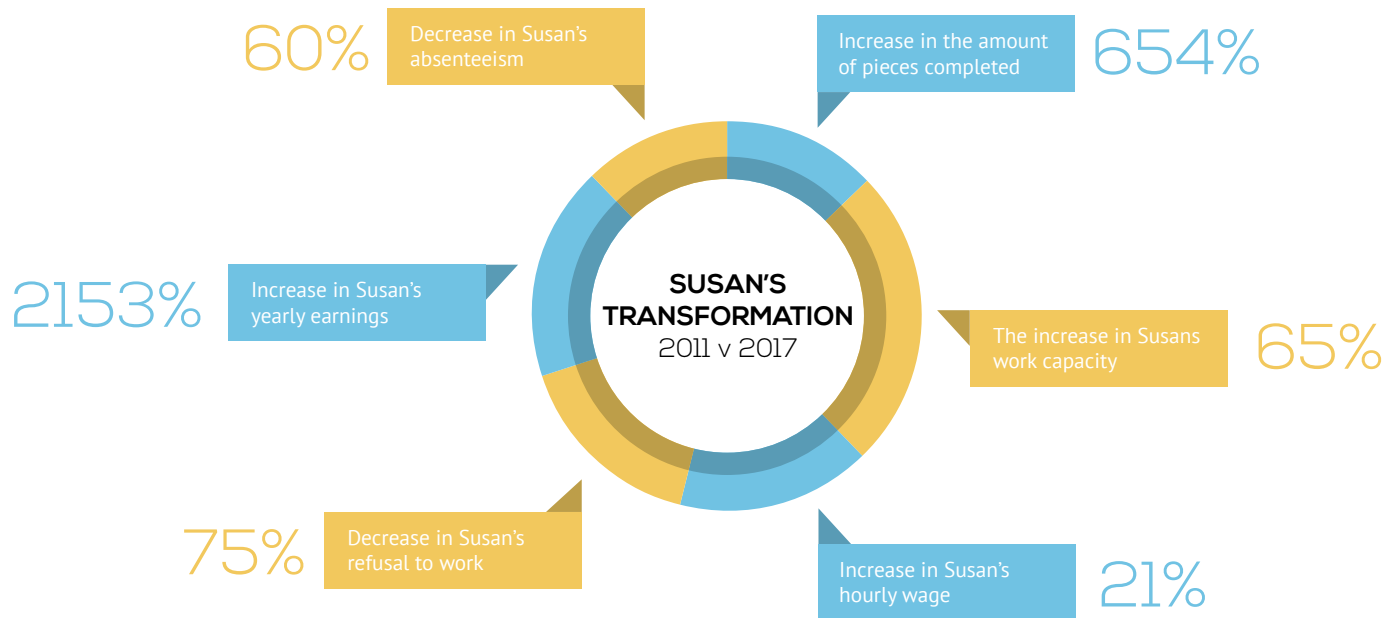 60%
Decrease in Susan’s
absenteeism
Increase in the amount
of pieces completed
654%
2153%
Increase in Susan’s
yearly earnings
SUSAN’S
TRANSFORMATION
2011 v 2017
The increase in Susans
work capacity
65%
75%
Decrease in Susan’s
refusal to work
Increase in Susan’s
hourly wage
21%